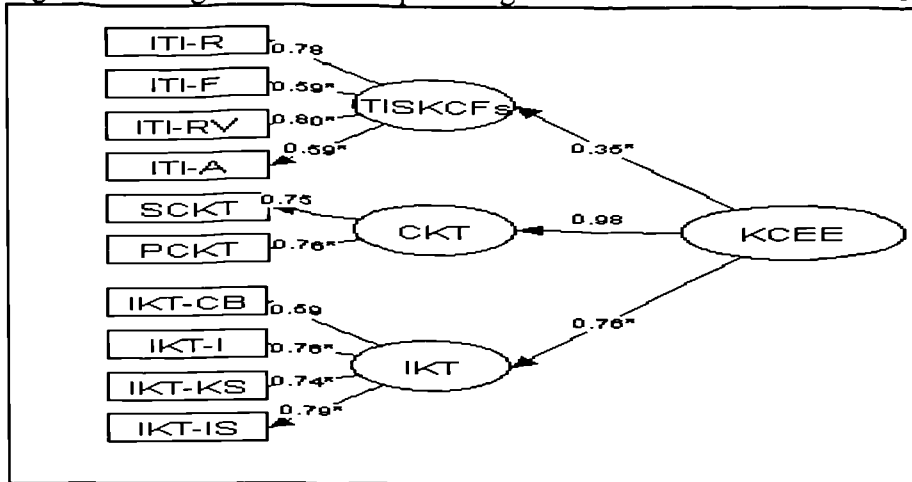 ITI-R
0.78
ITI-F
0.59*
ITI-RV
0.80*
ITI-A
0.59*
TISKCFs
0.35*
SCKT
0.75
PCKT
0.76*
CKT
0.98
KCEE
IKT-CB
0.59
IKT-I
0.76*
IKT-KS
0.74*
IKT-IS
0.79*
IKT
0.76*